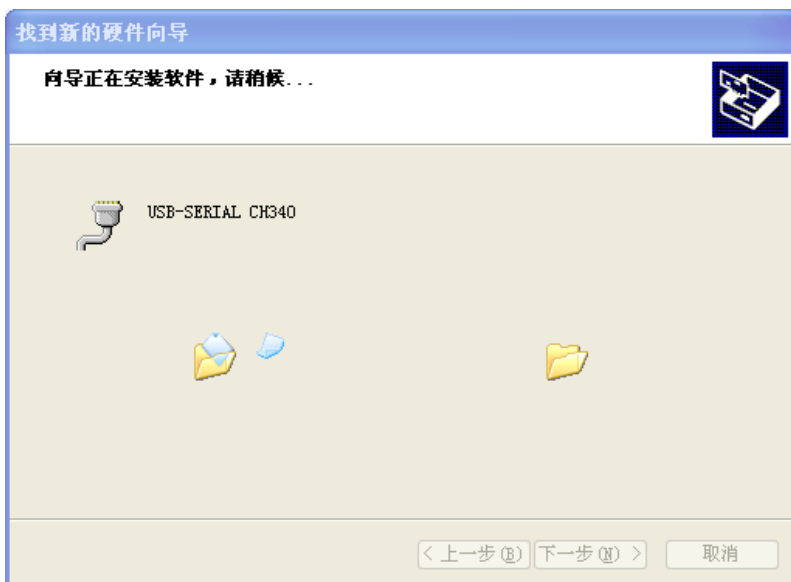 找到新的硬件向导
向导正在安装软件，请稍候...
USB-SERIAL CH340
< 上一步(B)
下一步(N) >
取消